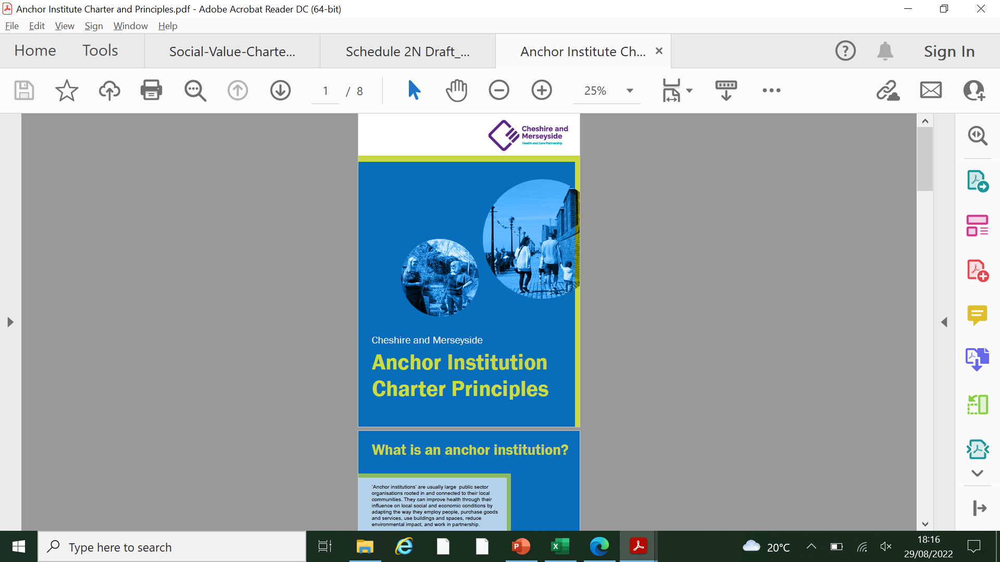 Anchor Institute Charter and Principles.pdf - Adobe Acrobat Reader DC (64-bit)
File Edit View Sign Window Help
Home Tools Social-Value-Charte... Schedule 2N Draft_... Anchor Institute Ch... Sign In
1 / 8 25%
Cheshire and
Merseyside
Health and Care Partnership
Cheshire and Merseyside
Anchor Institution
Charter Principles
What is an anchor institution?
'Anchor institutions' are usually large public sector
organisations rooted in and connected to their local
communities. They can improve health through their
influence on local social and economic conditions by
adapting the way they employ people, purchase goods
and services, use buildings and spaces, reduce
environmental impact, and work in partnership.
Type here to search
20°C
18:16
29/08/2022